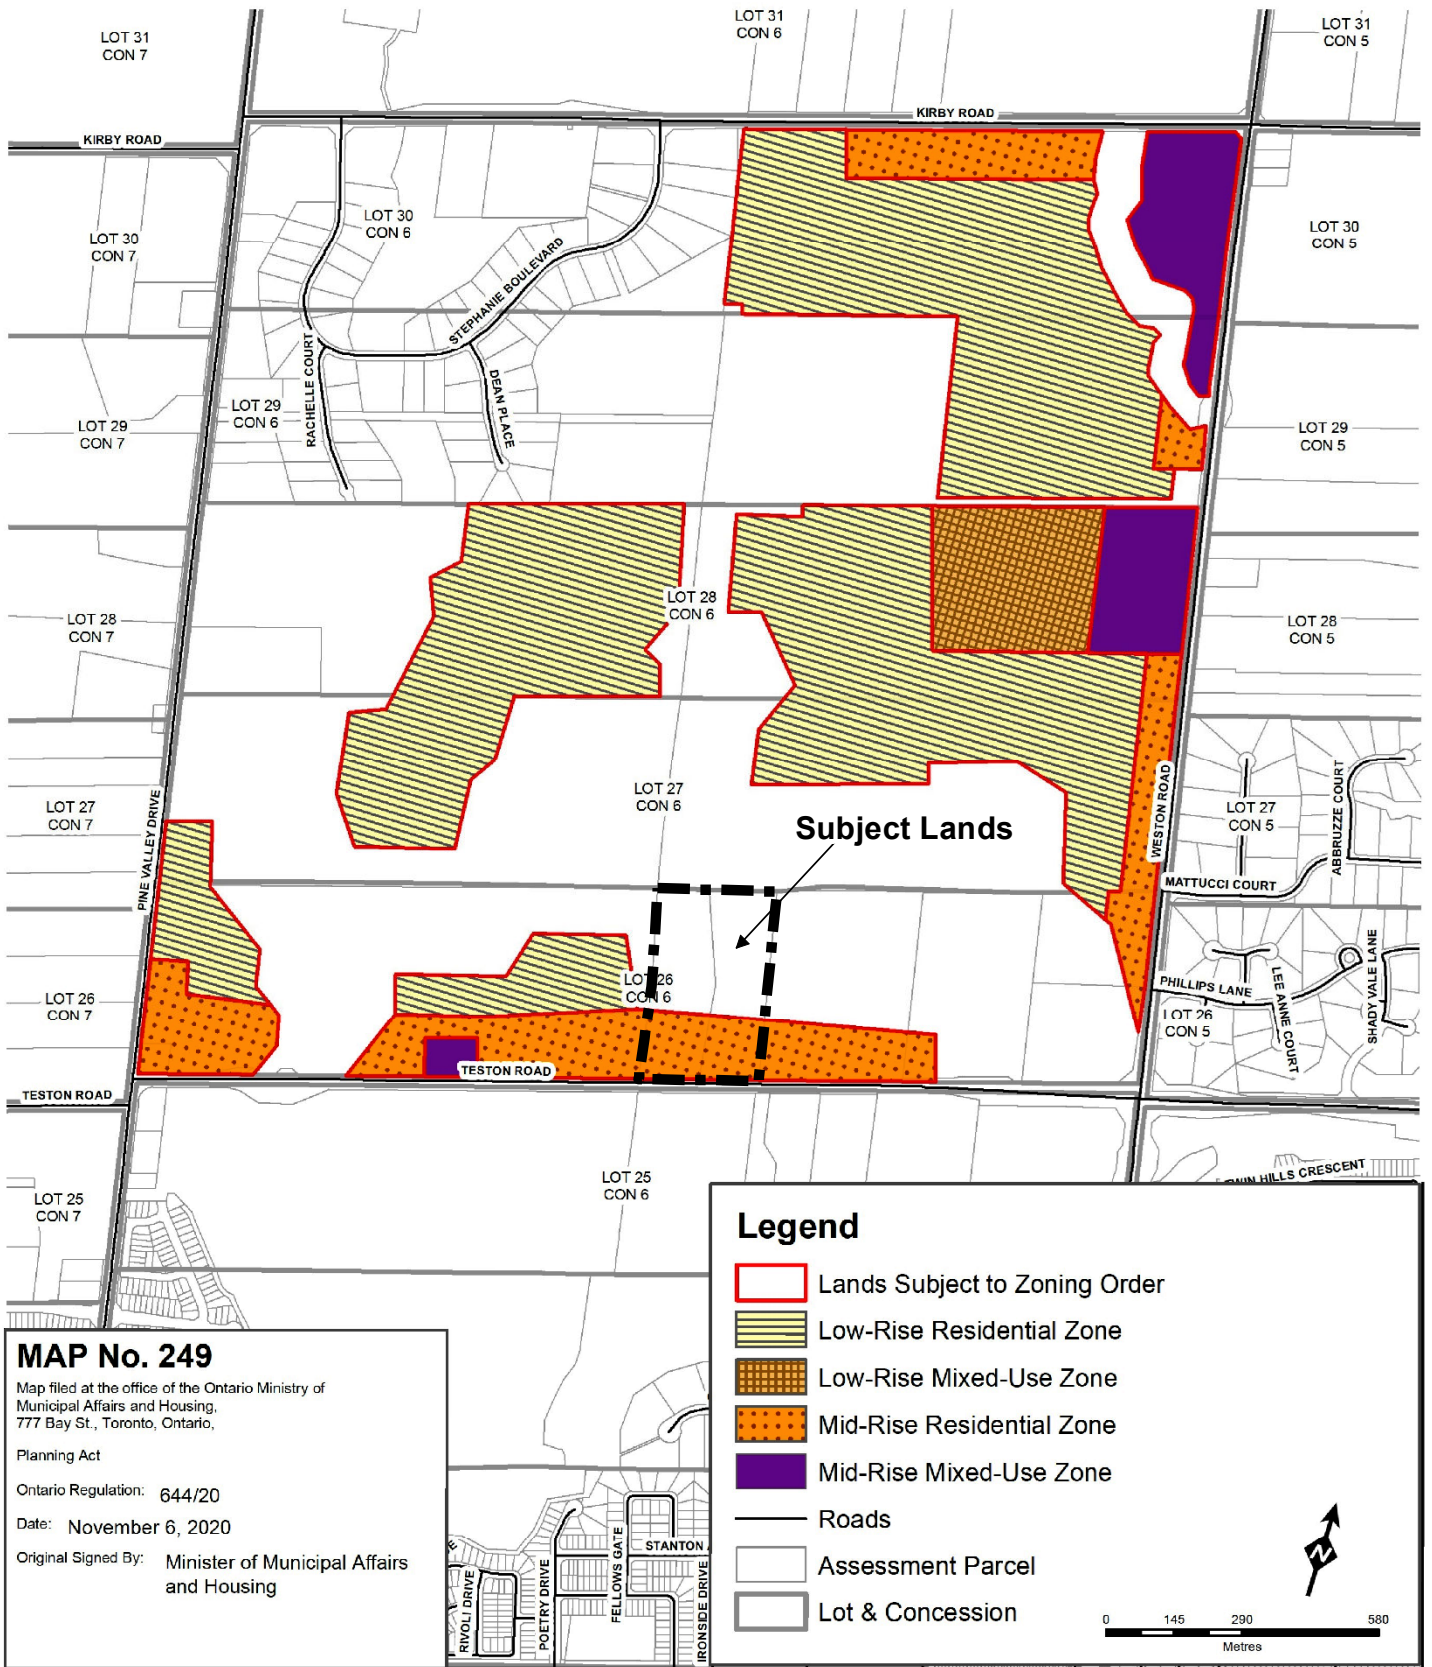 LOT 31
CON 7
LOT 31
CON 6
LOT 31
CON 5
KIRBY ROAD
KIRBY ROAD
LOT 30
CON 7
LOT 30
CON 6
LOT 30
CON 5
STEPHANIE BOULEVARD
RACHELLE COURT
DEAN PLACE
LOT 29
CON 7
LOT 29
CON 6
LOT 29
CON 5
LOT 28
CON 7
LOT 28
CON 6
LOT 28
CON 5
LOT 27
CON 7
LOT 27
CON 6
LOT 27
CON 5
PINE VALLEY DRIVE
WESTON ROAD
ABBRUZZE COURT
Subject Lands
MATTUCCI COURT
LOT 26
CON 7
LOT 26
CON 6
LOT 26
CON 5
PHILLIPS LANE
LEE ANNE COURT
SHADY VALE LANE
TESTON ROAD
TESTON ROAD
LOT 25
CON 7
LOT 25
CON 6
TWIN HILLS CRESCENT
Legend
Lands Subject to Zoning Order
Low-Rise Residential Zone
Low-Rise Mixed-Use Zone
Mid-Rise Residential Zone
Mid-Rise Mixed-Use Zone
Roads
Assessment Parcel
Lot & Concession
N
0 145 290 580
Metres
MAP No. 249
Map filed at the office of the Ontario Ministry of
Municipal Affairs and Housing,
777 Bay St., Toronto, Ontario,
Planning Act
Ontario Regulation: 644/20
Date: November 6, 2020
Original Signed By: Minister of Municipal Affairs
and Housing
RIVOLI DRIVE
POETRY DRIVE
FELLOWS GATE
STANTON
IRONSIDE DRIVE